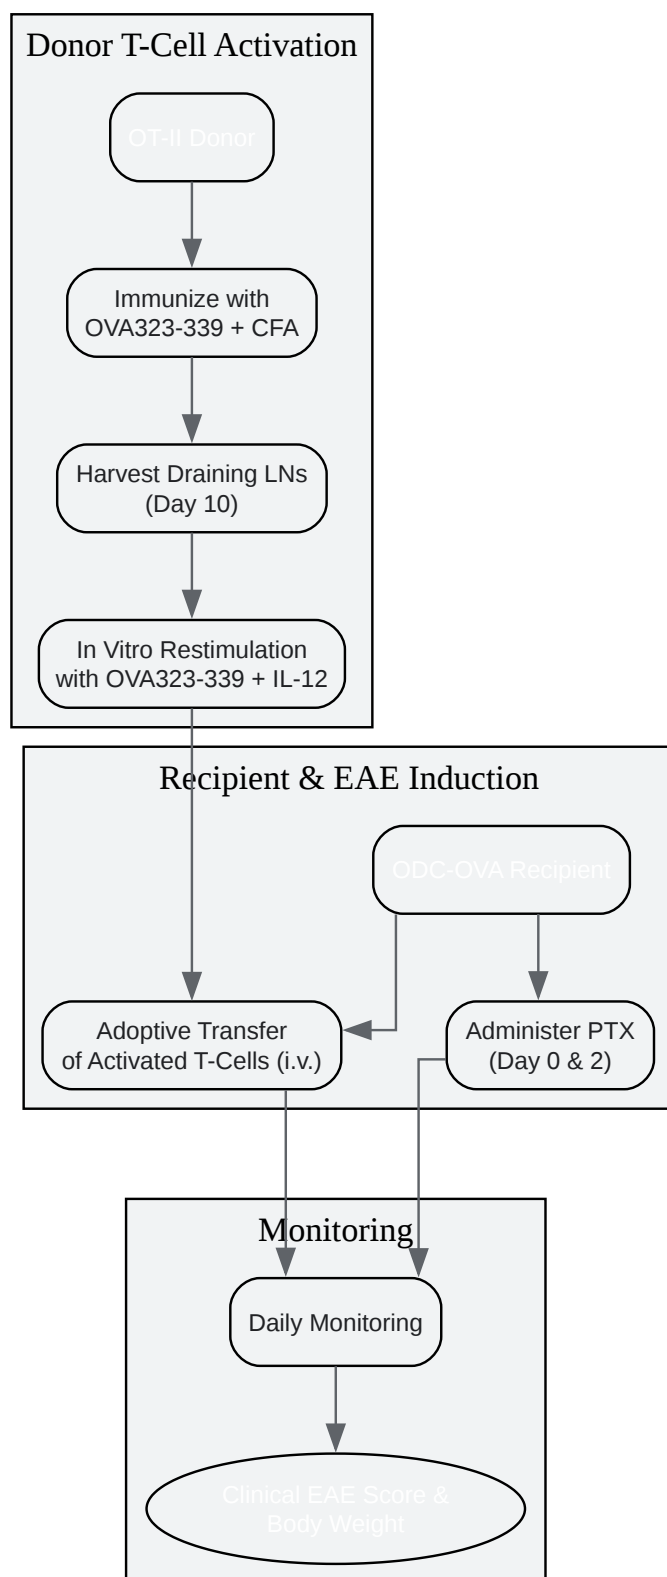 Donor T-Cell Activation
OT-II Donor
Immunize with
OVA323-339 + CFA
Harvest Draining LNs
(Day 10)
In Vitro Restimulation
with OVA323-339 + IL-12
Recipient & EAE Induction
ODC-OVA Recipient
Adoptive Transfer
of Activated T-Cells (i.v.)
Administer PTX
(Day 0 & 2)
Monitoring
Daily Monitoring
Clinical EAE Score &
Body Weight